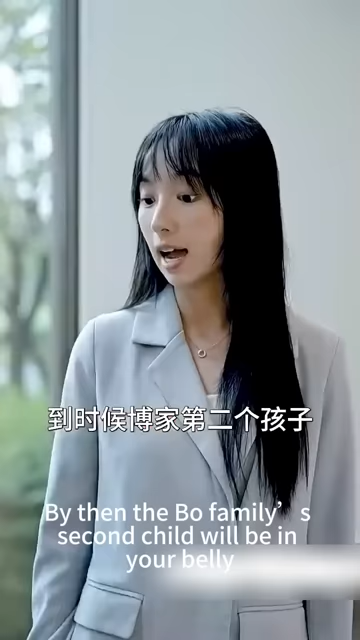 到时候博家第二个孩子
By then the Bo family's
second child will be in
your belly